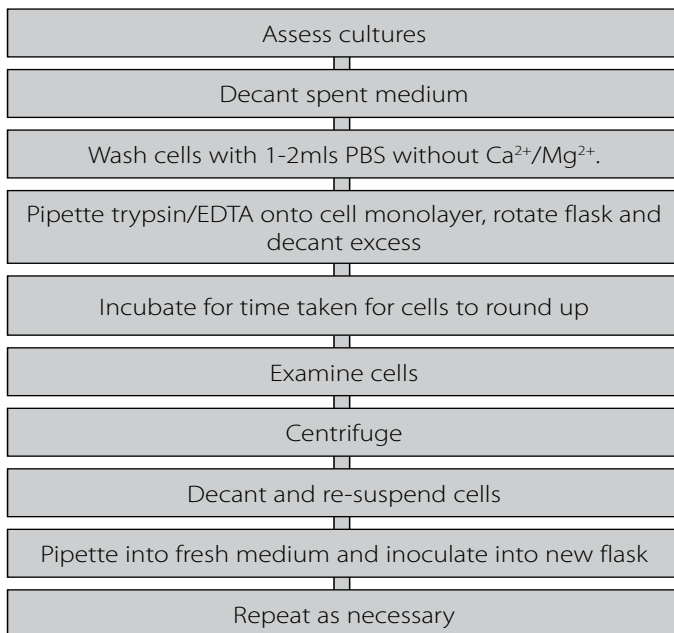 Assess cultures
Decant spent medium
Wash cells with 1-2mls PBS without Ca²⁺/Mg²⁺.
Pipette trypsin/EDTA onto cell monolayer, rotate flask and
decant excess
Incubate for time taken for cells to round up
Examine cells
Centrifuge
Decant and re-suspend cells
Pipette into fresh medium and inoculate into new flask
Repeat as necessary